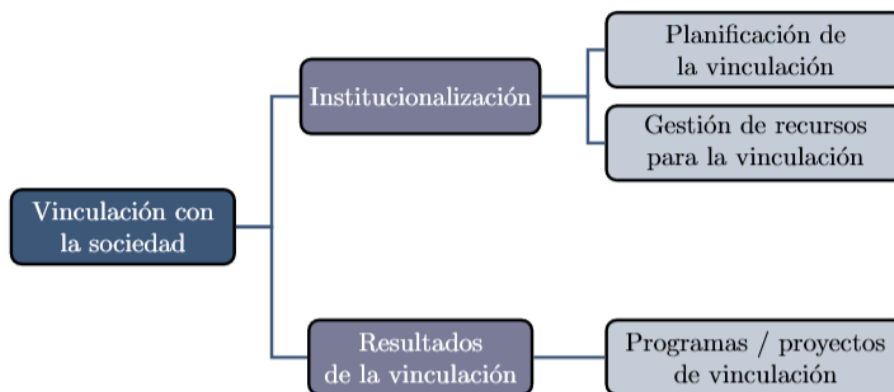 Planificación de
la vinculación
Institucionalización
Gestión de recursos
para la vinculación
Vinculación con
la sociedad
Resultados
de la vinculación
Programas / proyectos
de vinculación